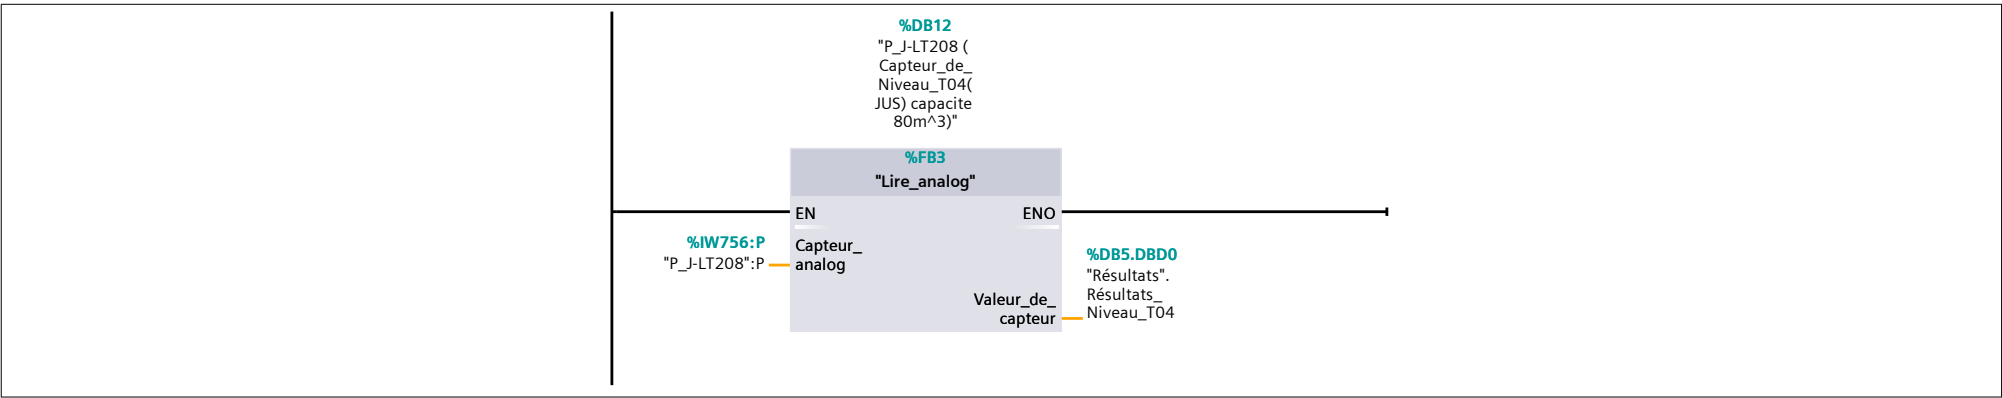 %DB12
"P_J-LT208 (
Capteur_de_
Niveau_T04(
JUS) capacite
80m^3)"
%FB3
"Lire_analog"
EN
ENO
%IW756:P
"P_J-LT208":P
Capteur_
analog
Valeur_de_
capteur
%DB5.DBD0
"Résultats".
Résultats_
Niveau_T04